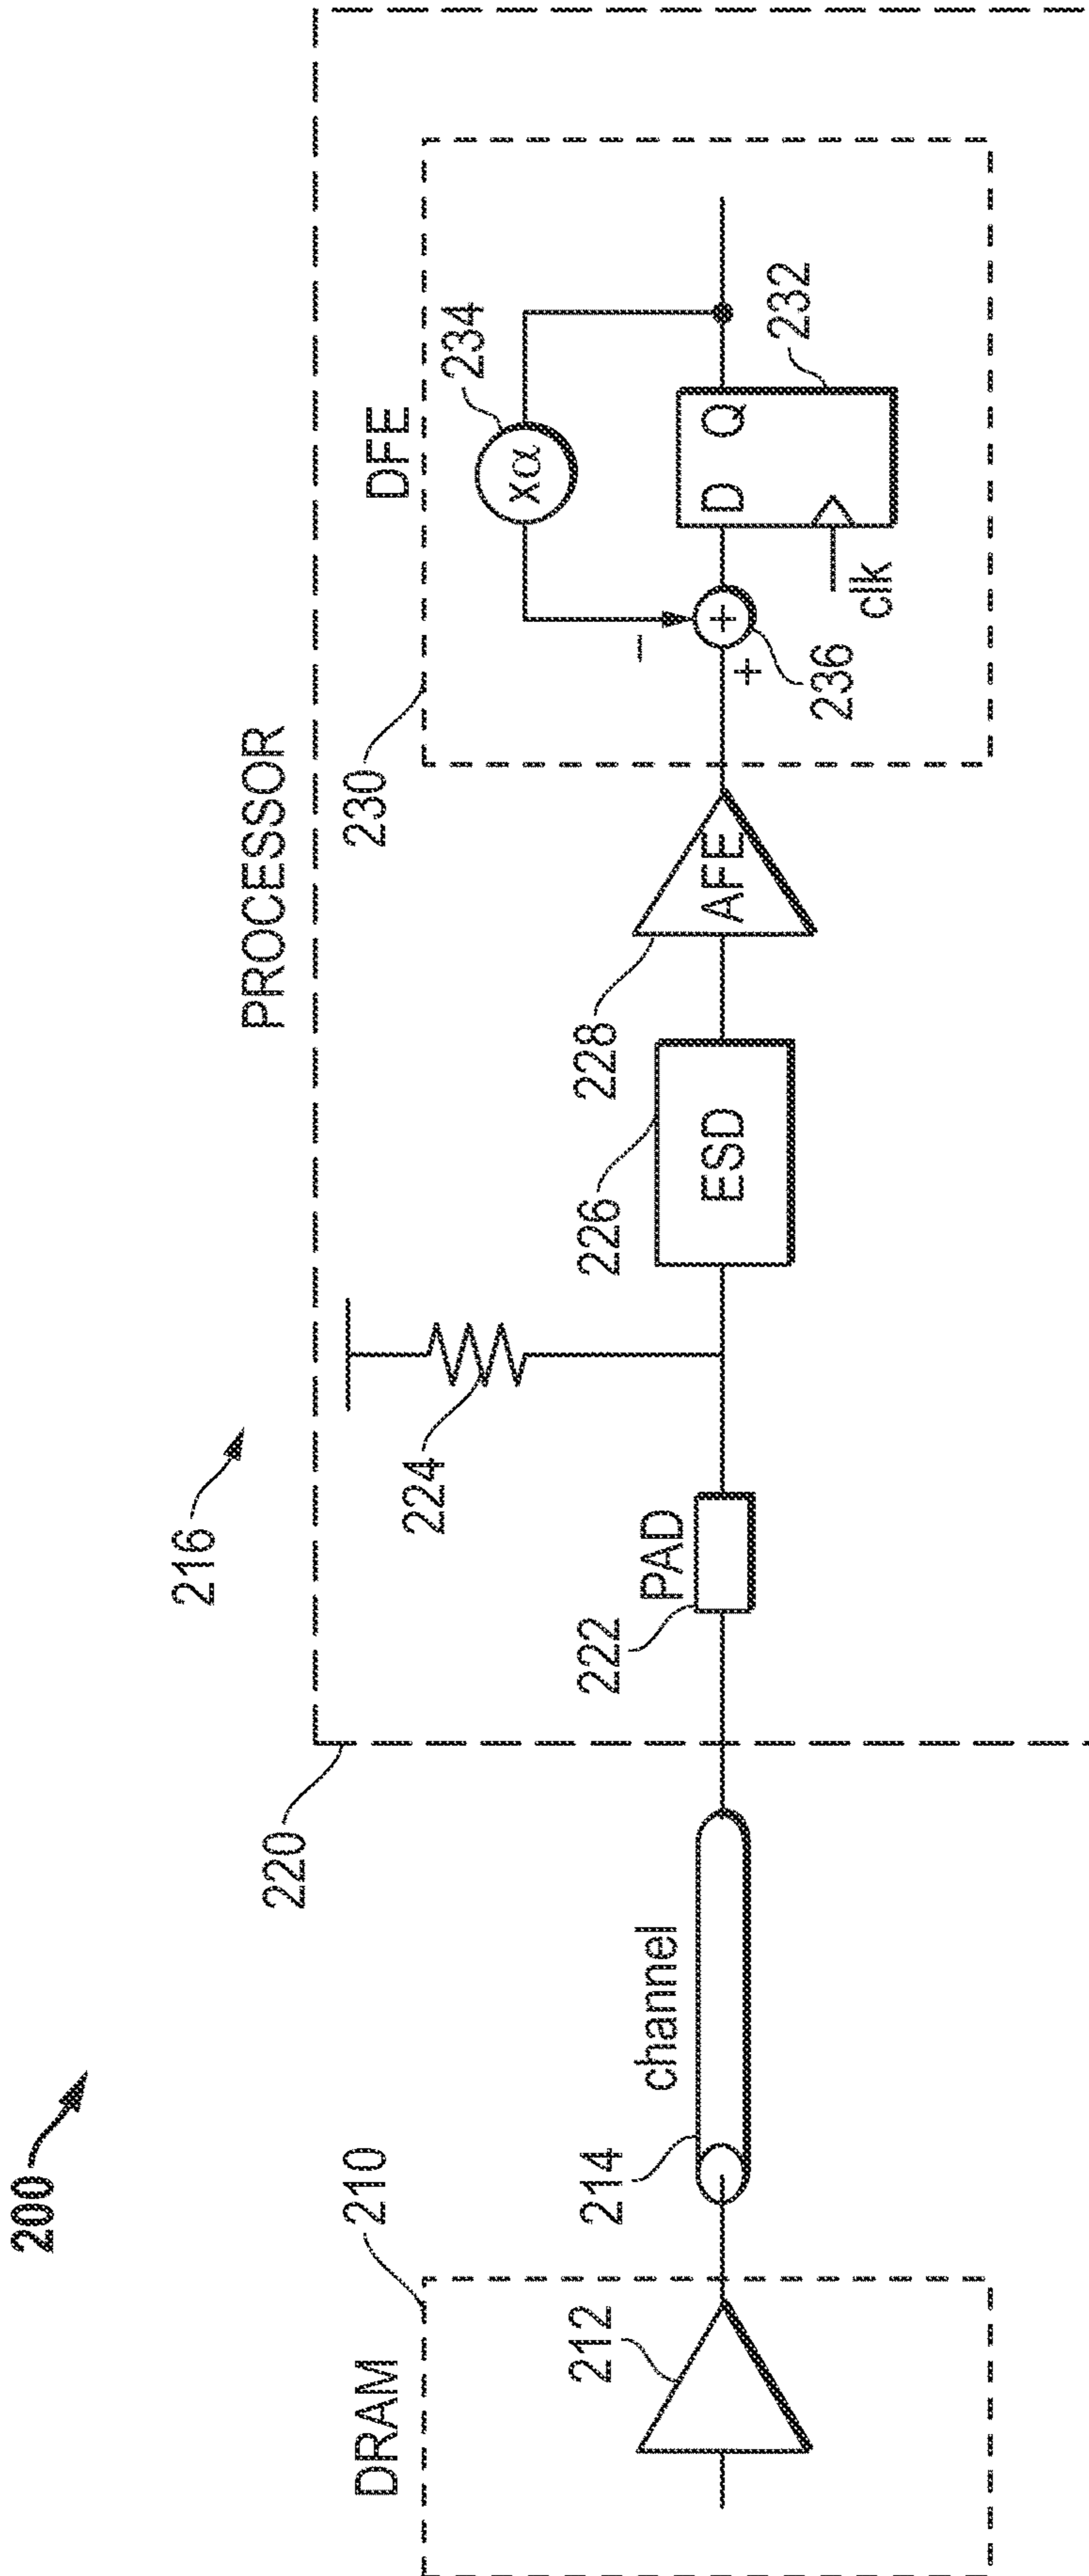 200
216
PROCESSOR
220
DRAM
210
DFE
230
212
214
channel
222
PAD
224
226
ESD
228
AFE
234
xα
−
+
+
236
D Q
clk
232